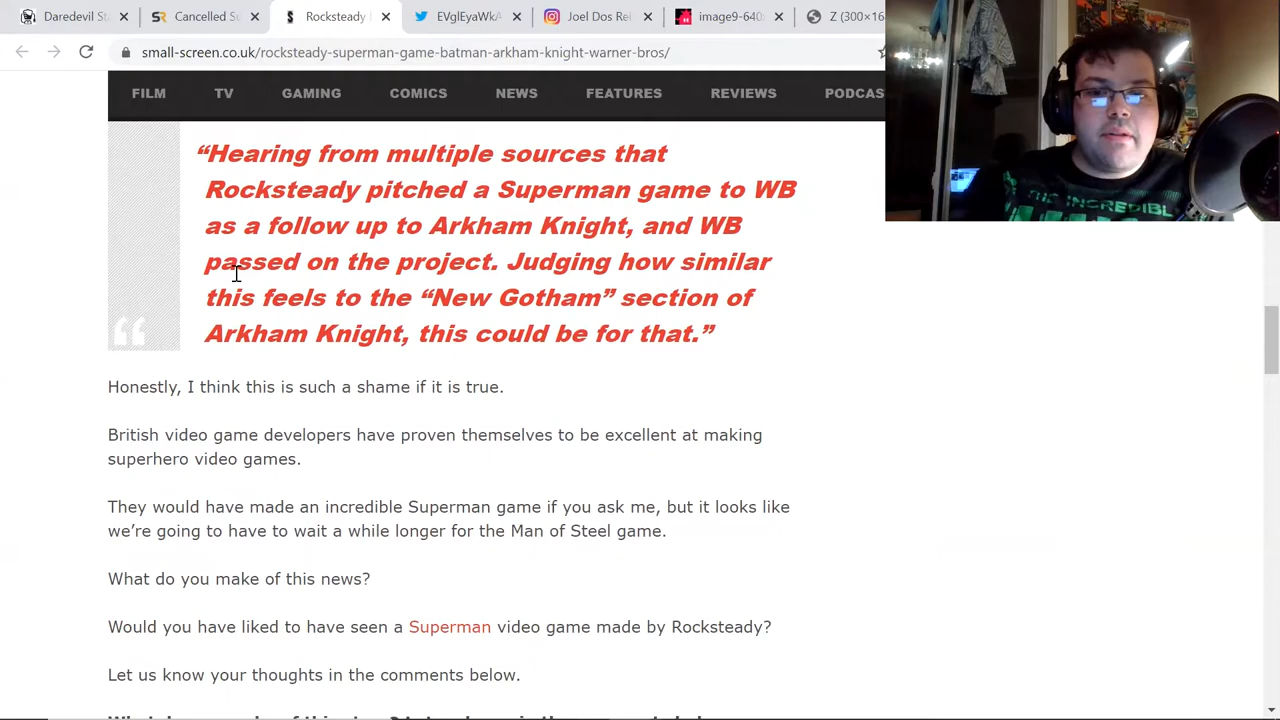 Daredevil St
Cancelled S
Rocksteady
EVglEyaWkA
Joel Dos Rei
image9-640
Z (300×16
small-screen.co.uk/rocksteady-superman-game-batman-arkham-knight-warner-bros/
FILM TV GAMING COMICS NEWS FEATURES REVIEWS PODCAS
“Hearing from multiple sources that
Rocksteady pitched a Superman game to WB
as a follow up to Arkham Knight, and WB
passed on the project. Judging how similar
this feels to the “New Gotham” section of
Arkham Knight, this could be for that.”
Honestly, I think this is such a shame if it is true.
British video game developers have proven themselves to be excellent at making
superhero video games.
They would have made an incredible Superman game if you ask me, but it looks like
we’re going to have to wait a while longer for the Man of Steel game.
What do you make of this news?
Would you have liked to have seen a Superman video game made by Rocksteady?
Let us know your thoughts in the comments below.
THE INCREDIBL